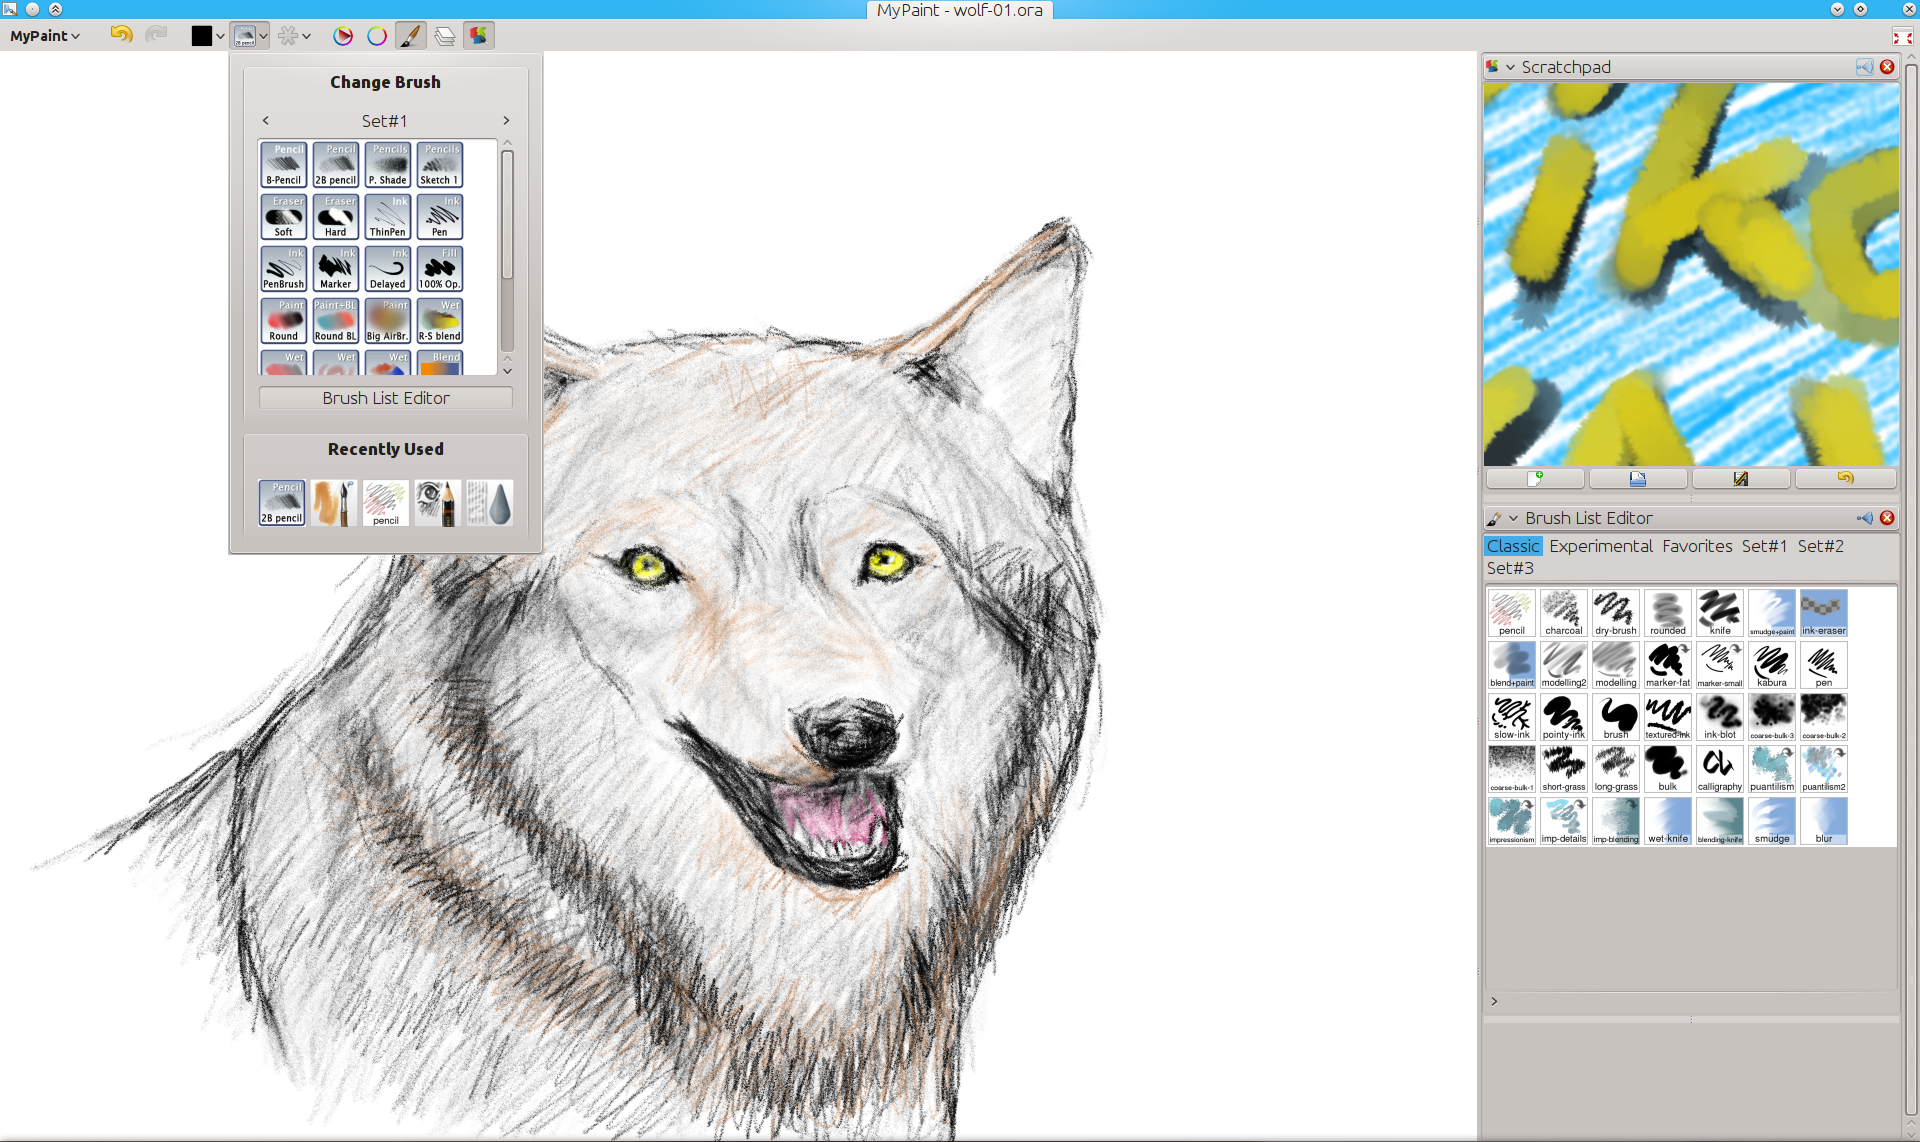 MyPaint - wolf-01.ora
MyPaint
2B pencil
Change Brush
Set#1
Pencil Pencil Pencils Pencils
B-Pencil 2B pencil P. Shade Sketch 1
Eraser Eraser Ink Ink
Soft Hard ThinPen Pen
Ink Ink Ink Fill
PenBrush Marker Delayed 100% Op.
Paint Paint+BL Paint Wet
Round Round BL Big AirBr. R-S blend
Wet Wet Wet Blend
Brush List Editor
Recently Used
Pencil
2B pencil pencil
Scratchpad
Brush List Editor
Classic Experimental Favorites Set#1 Set#2
Set#3
pencil charcoal dry-brush rounded knife smudge+paint ink-eraser
blend+paint modelling2 modelling marker-fat marker-small kabura pen
slow-ink pointy-ink brush textured-ink ink-blot coarse-bulk-3 coarse-bulk-2
coarse-bulk-1 short-grass long-grass bulk calligraphy puantilism puantilism2
impressionism imp-details imp-blending wet-knife blending-knife smudge blur